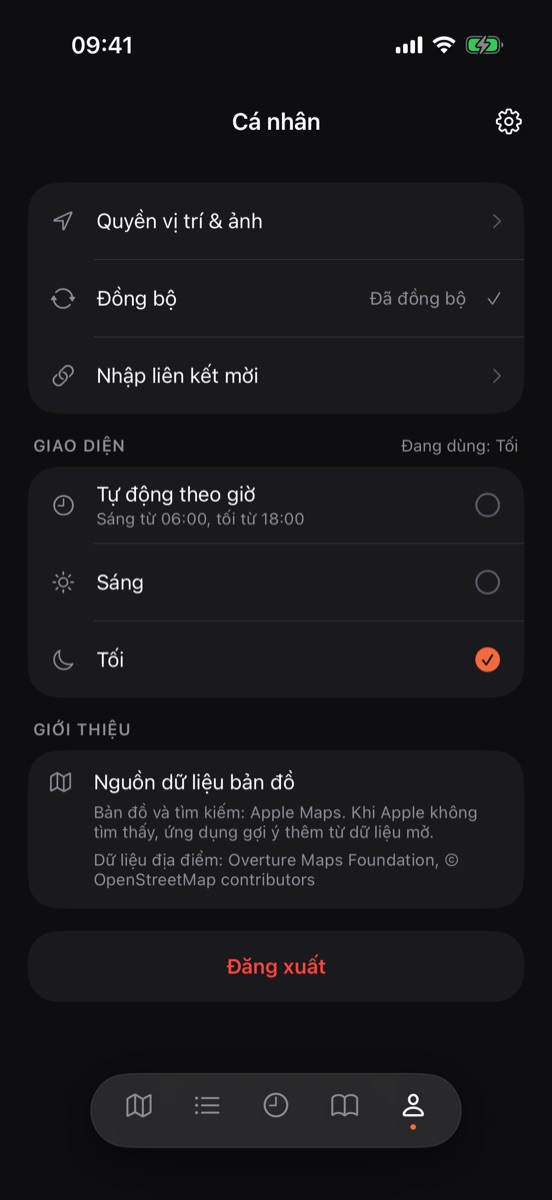 09:41
Cá nhân
Quyền vị trí & ảnh
Đồng bộ
Đã đồng bộ
Nhập liên kết mời
GIAO DIỆN
Đang dùng: Tối
Tự động theo giờ
Sáng từ 06:00, tối từ 18:00
Sáng
Tối
GIỚI THIỆU
Nguồn dữ liệu bản đồ
Bản đồ và tìm kiếm: Apple Maps. Khi Apple không
tìm thấy, ứng dụng gợi ý thêm từ dữ liệu mở.
Dữ liệu địa điểm: Overture Maps Foundation, ©
OpenStreetMap contributors
Đăng xuất